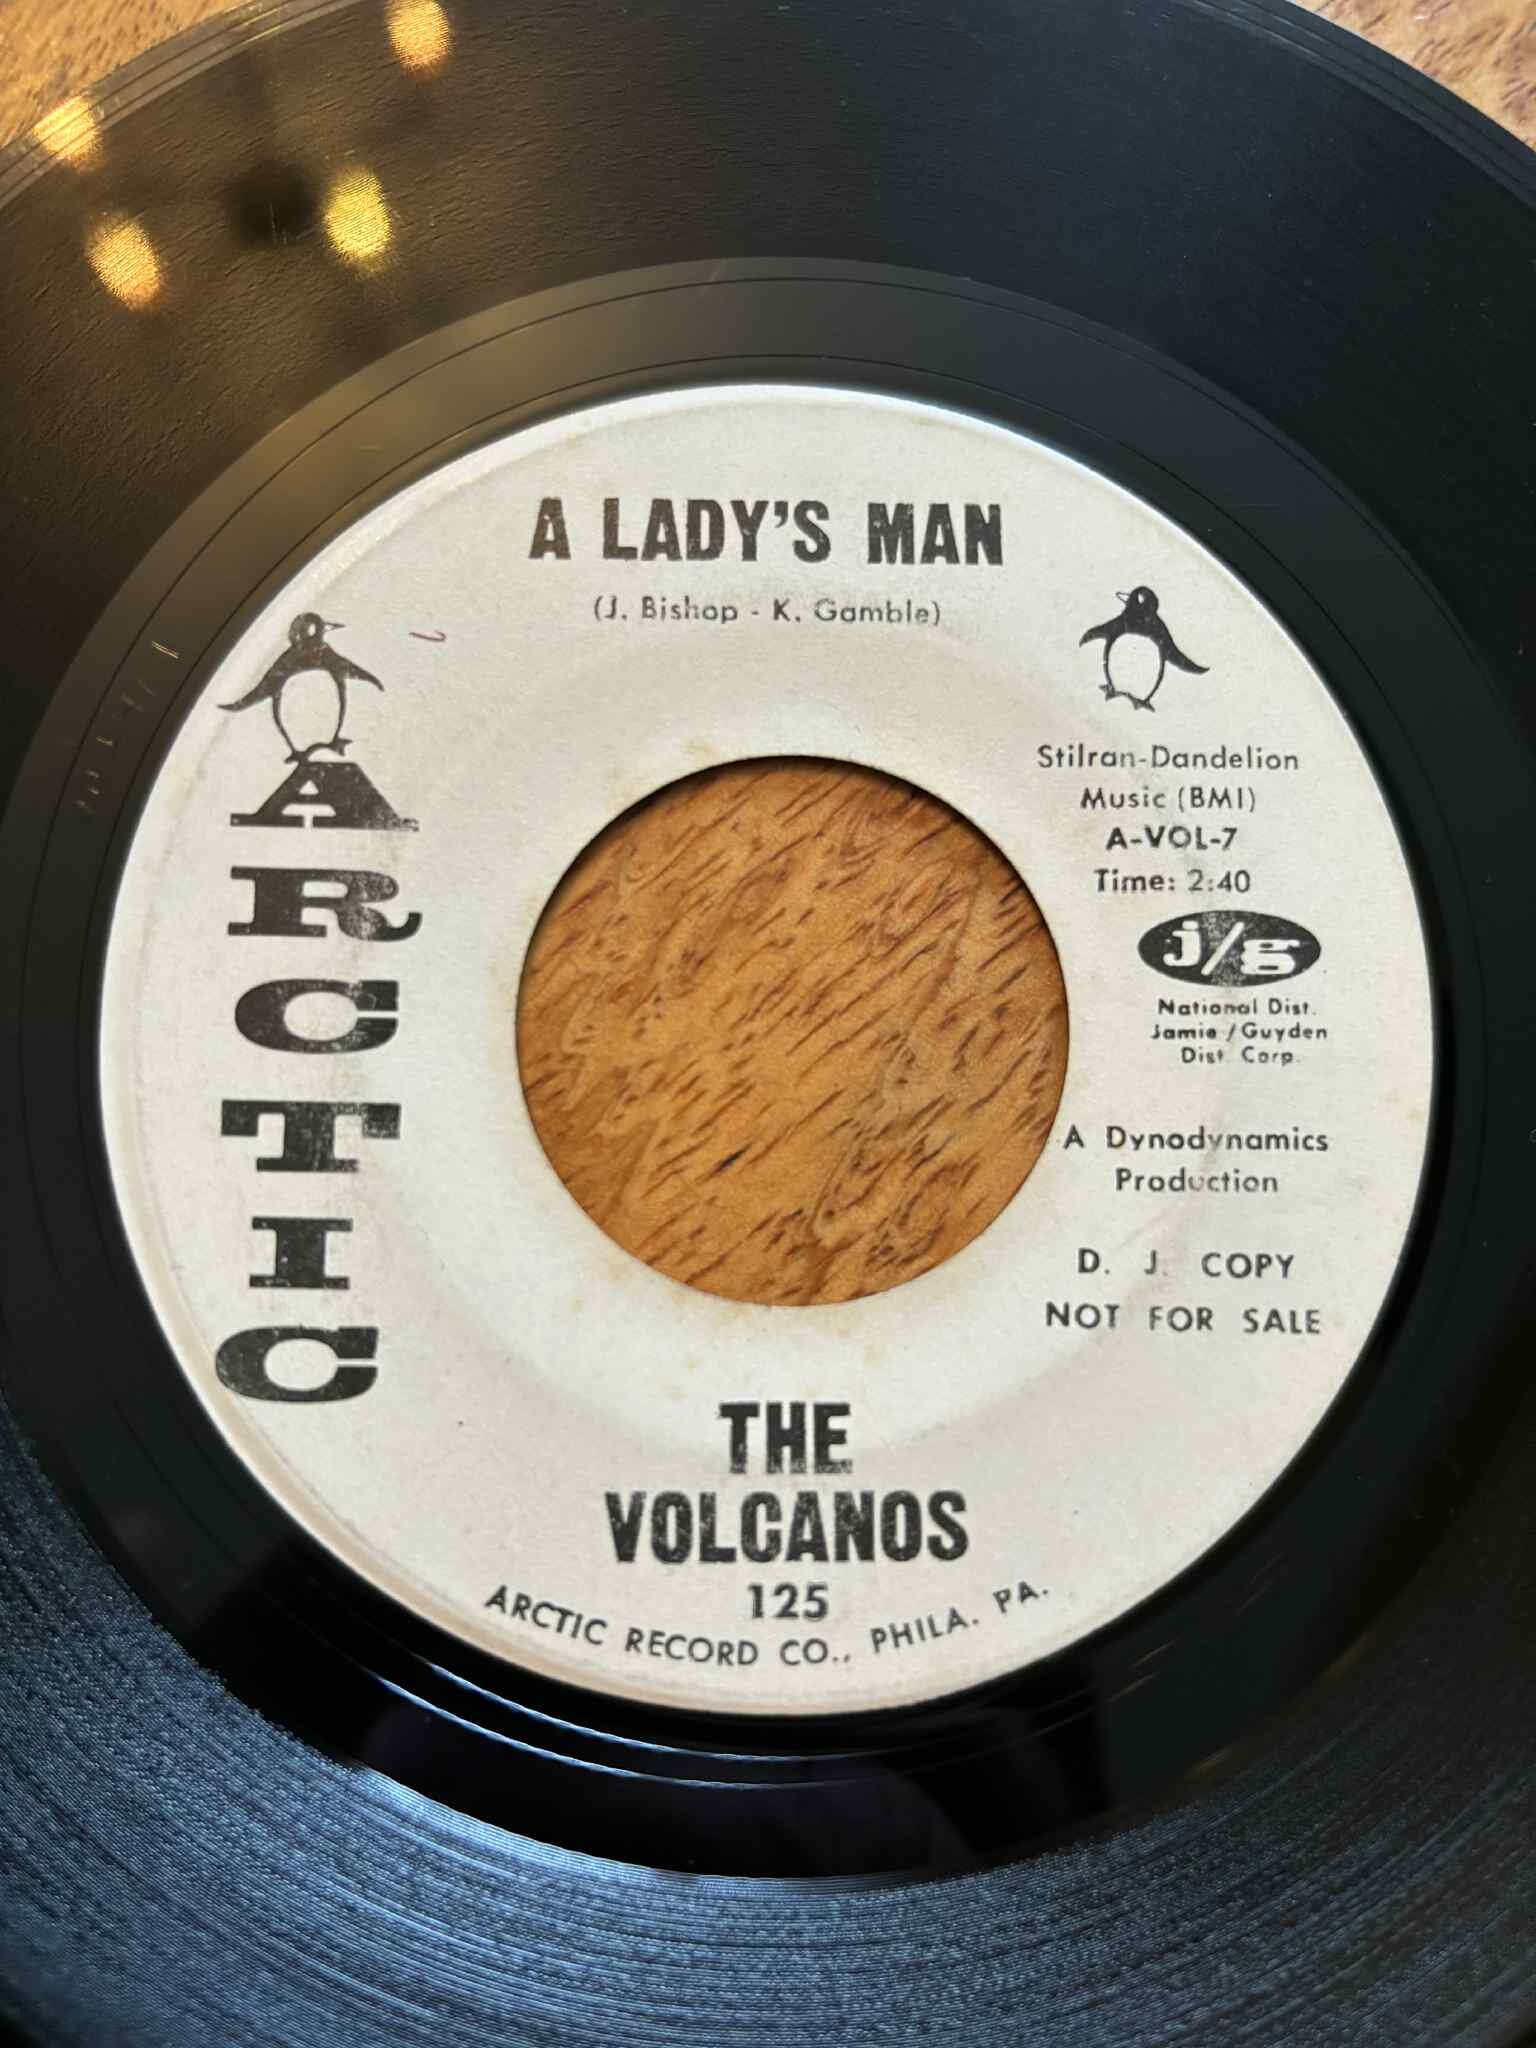 A LADY'S MAN
(J. Bishop - K. Gamble)
ARCTIC
Stilran-Dandelion
Music (BMI)
A-VOL-7
Time: 2:40
j/g
National Dist.
Jamie/Guyden
Dist. Corp.
A Dynodynamics
Production
D. J. COPY
NOT FOR SALE
THE
VOLCANOS
125
ARCTIC RECORD CO., PHILA. PA.